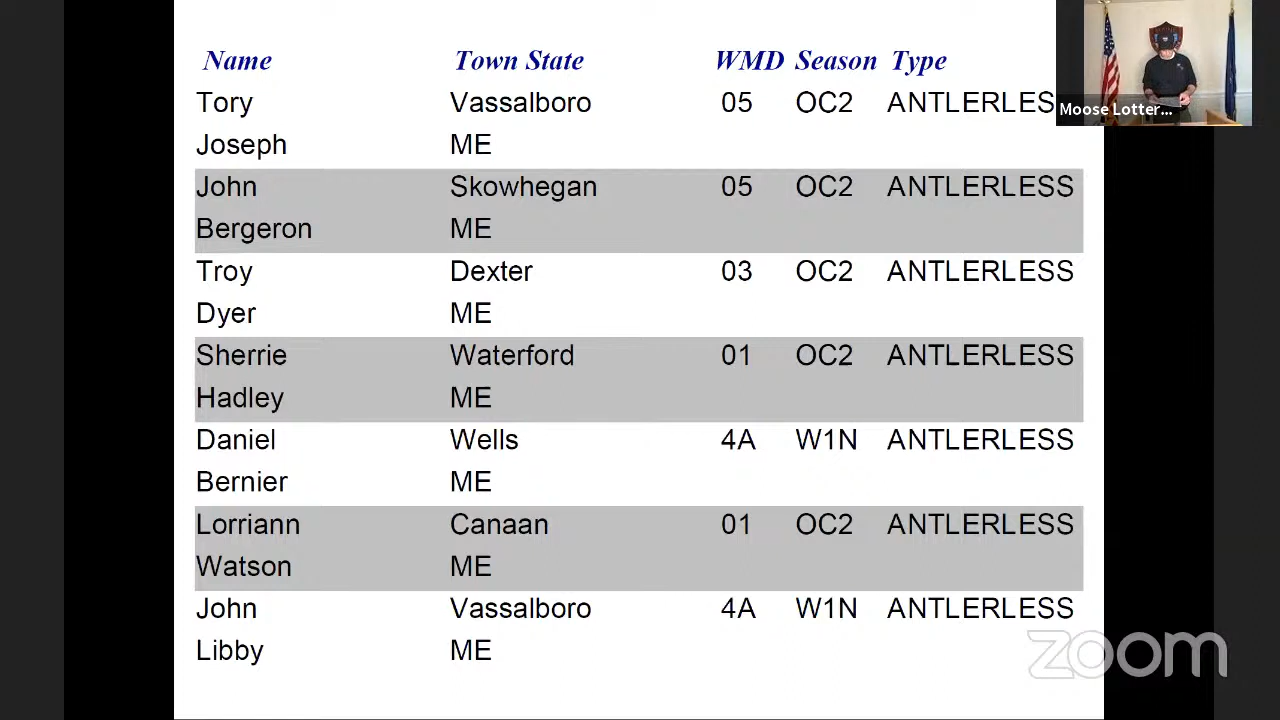 Name Town State WMD Season Type
Tory Vassalboro 05 OC2 ANTLERLES
Joseph ME
John Skowhegan 05 OC2 ANTLERLESS
Bergeron ME
Troy Dexter 03 OC2 ANTLERLESS
Dyer ME
Sherrie Waterford 01 OC2 ANTLERLESS
Hadley ME
Daniel Wells 4A W1N ANTLERLESS
Bernier ME
Lorriann Canaan 01 OC2 ANTLERLESS
Watson ME
John Vassalboro 4A W1N ANTLERLESS
Libby ME
Moose Lotter...
zoom